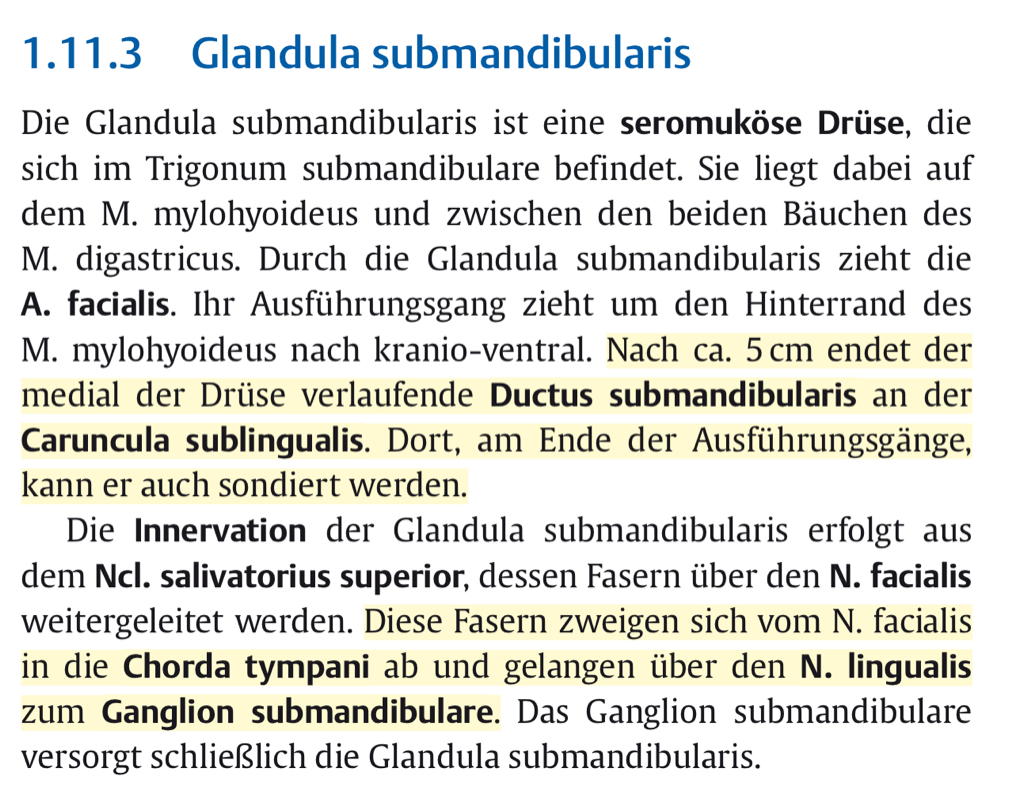 1.11.3 Glandula submandibularis
Die Glandula submandibularis ist eine seromuköse Drüse, die
sich im Trigonum submandibulare befindet. Sie liegt dabei auf
dem M. mylohyoideus und zwischen den beiden Bäuchen des
M. digastricus. Durch die Glandula submandibularis zieht die
A. facialis. Ihr Ausführungsgang zieht um den Hinterrand des
M. mylohyoideus nach kranio-ventral. Nach ca. 5 cm endet der
medial der Drüse verlaufende Ductus submandibularis an der
Caruncula sublingualis. Dort, am Ende der Ausführungsgänge,
kann er auch sondiert werden.
Die Innervation der Glandula submandibularis erfolgt aus
dem Ncl. salivatorius superior, dessen Fasern über den N. facialis
weitergeleitet werden. Diese Fasern zweigen sich vom N. facialis
in die Chorda tympani ab und gelangen über den N. lingualis
zum Ganglion submandibulare. Das Ganglion submandibulare
versorgt schließlich die Glandula submandibularis.